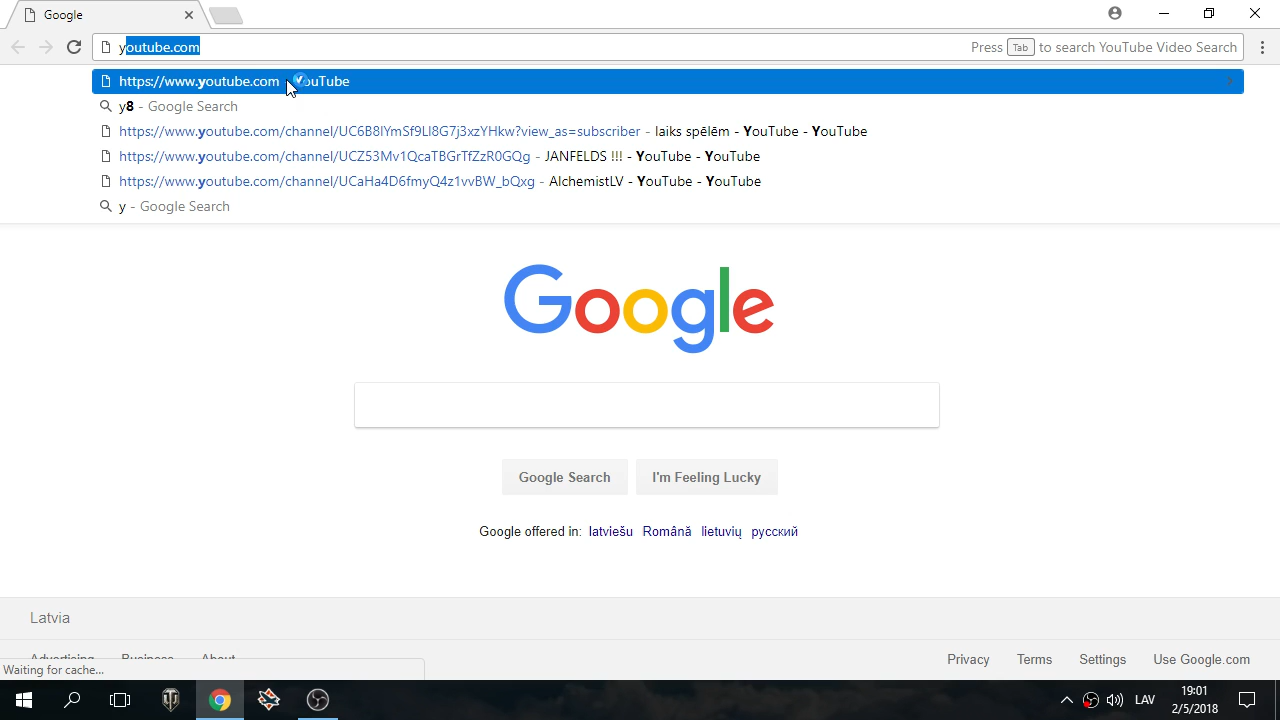 Google
youtube.com
Press Tab to search YouTube Video Search
https://www.youtube.com YouTube
y8 - Google Search
https://www.youtube.com/channel/UC6B8lYmSf9Ll8G7j3xzYHkw?view_as=subscriber - laiks spēlēm - YouTube - YouTube
https://www.youtube.com/channel/UCZ53Mv1QcaTBGrTfZzR0GQg - JANFELDS !!! - YouTube - YouTube
https://www.youtube.com/channel/UCaHa4D6fmyQ4z1vvBW_bQxg - AlchemistLV - YouTube - YouTube
y - Google Search
Google
Google Search
I'm Feeling Lucky
Google offered in: latviešu Română lietuvių русский
Latvia
Advertising Business About
Privacy Terms Settings Use Google.com
Waiting for cache...
LAV
19:01
2/5/2018